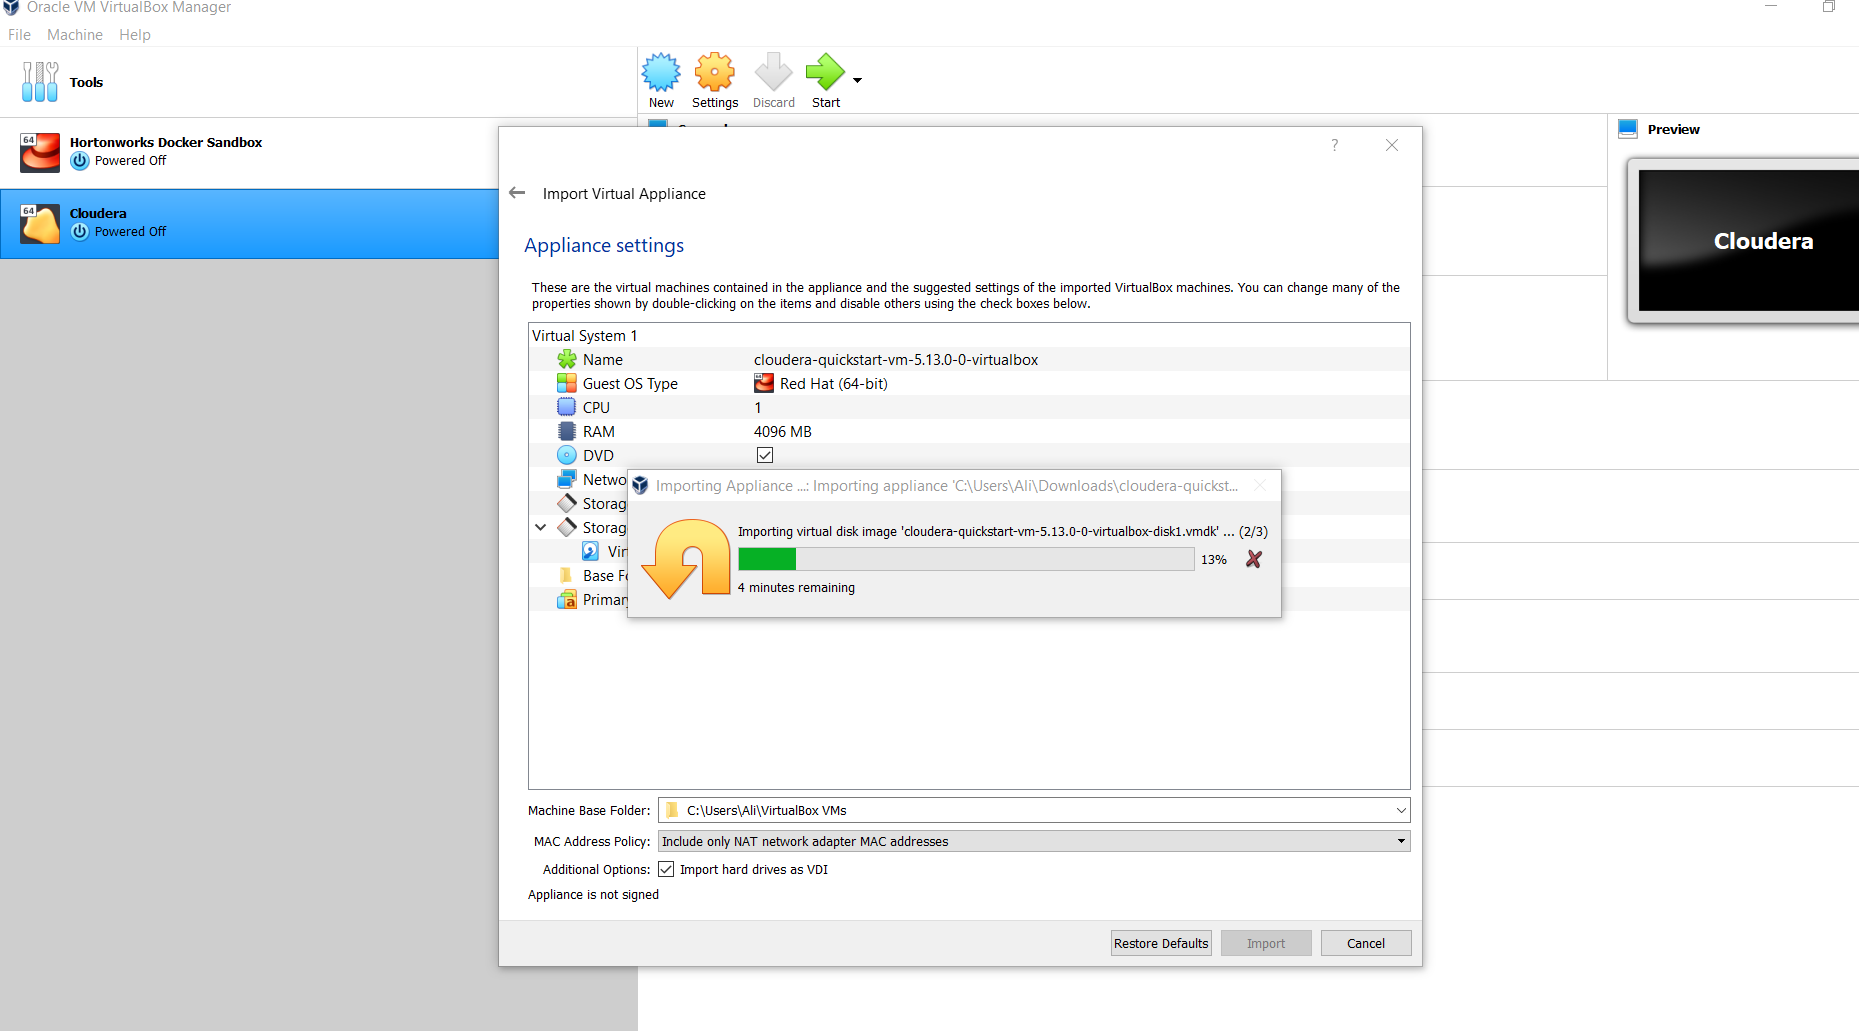 Oracle VM VirtualBox Manager
File Machine Help
Tools
New Settings Discard Start
64
Hortonworks Docker Sandbox
Powered Off
64
Cloudera
Powered Off
Preview
Cloudera
?
Import Virtual Appliance
Appliance settings
These are the virtual machines contained in the appliance and the suggested settings of the imported VirtualBox machines. You can change many of the
properties shown by double-clicking on the items and disable others using the check boxes below.
Virtual System 1
Name cloudera-quickstart-vm-5.13.0-0-virtualbox
Guest OS Type Red Hat (64-bit)
CPU 1
RAM 4096 MB
DVD
Netwo
Storag
Storag
Vir
Base Fo
Primar
Importing Appliance ...: Importing appliance 'C:\Users\Ali\Downloads\cloudera-quickst...
Importing virtual disk image 'cloudera-quickstart-vm-5.13.0-0-virtualbox-disk1.vmdk' ... (2/3)
13%
4 minutes remaining
Machine Base Folder: C:\Users\Ali\VirtualBox VMs
MAC Address Policy: Include only NAT network adapter MAC addresses
Additional Options: Import hard drives as VDI
Appliance is not signed
Restore Defaults Import Cancel